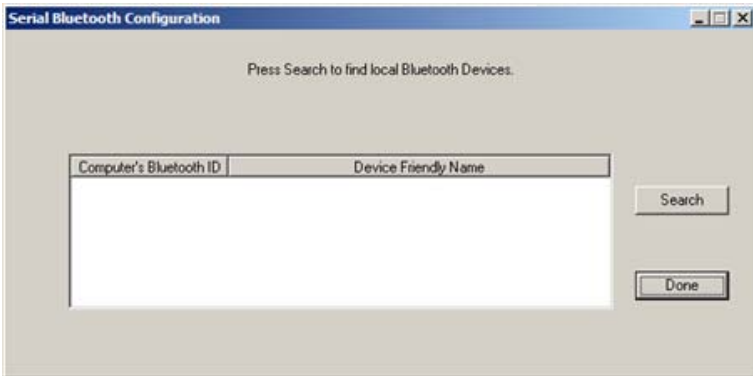 Serial Bluetooth Configuration
Press Search to find local Bluetooth Devices.
Computer's Bluetooth ID Device Friendly Name
Search
Done